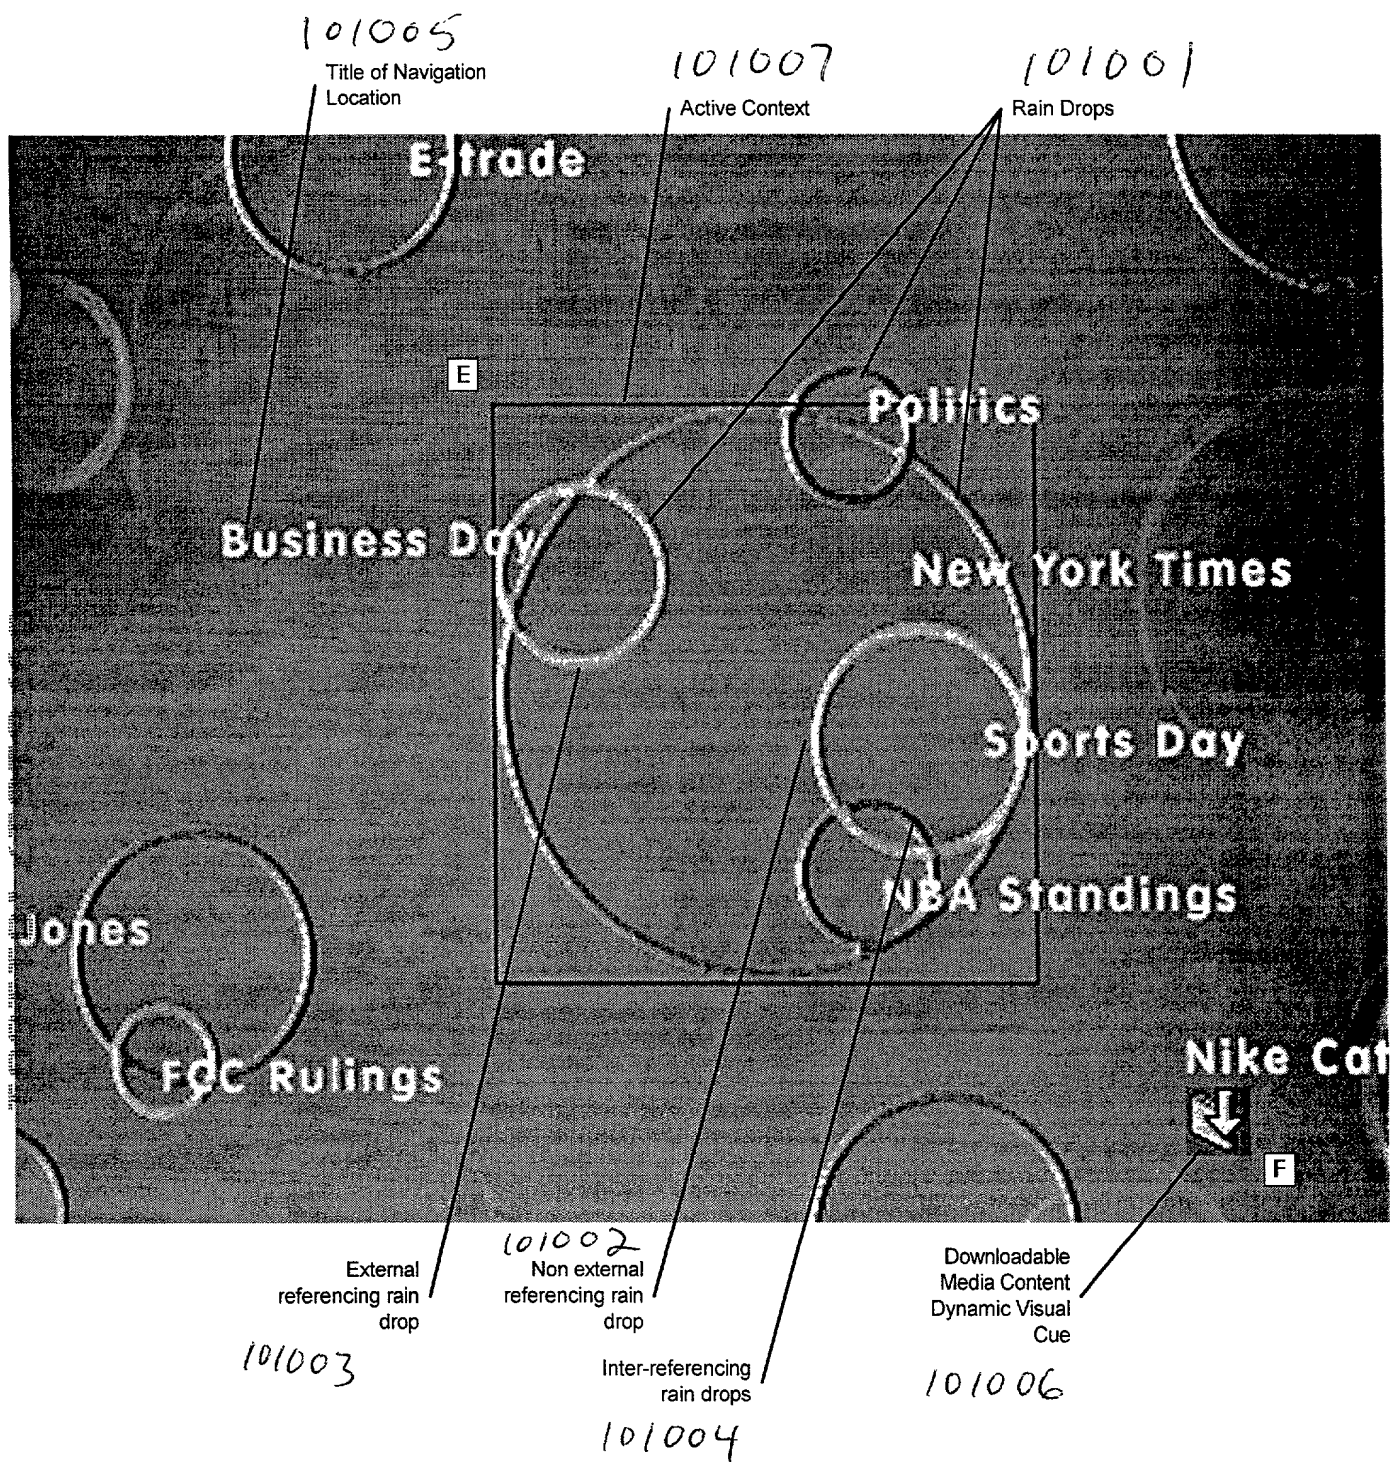 101005
Title of Navigation
Location
101007
Active Context
101001
Rain Drops
E-trade
E
Politics
Business Day
New York Times
Sports Day
NBA Standings
Jones
FCC Rulings
Nike Cat
F
External
referencing rain
drop
101003
101002
Non external
referencing rain
drop
Inter-referencing
rain drops
101004
Downloadable
Media Content
Dynamic Visual
Cue
101006